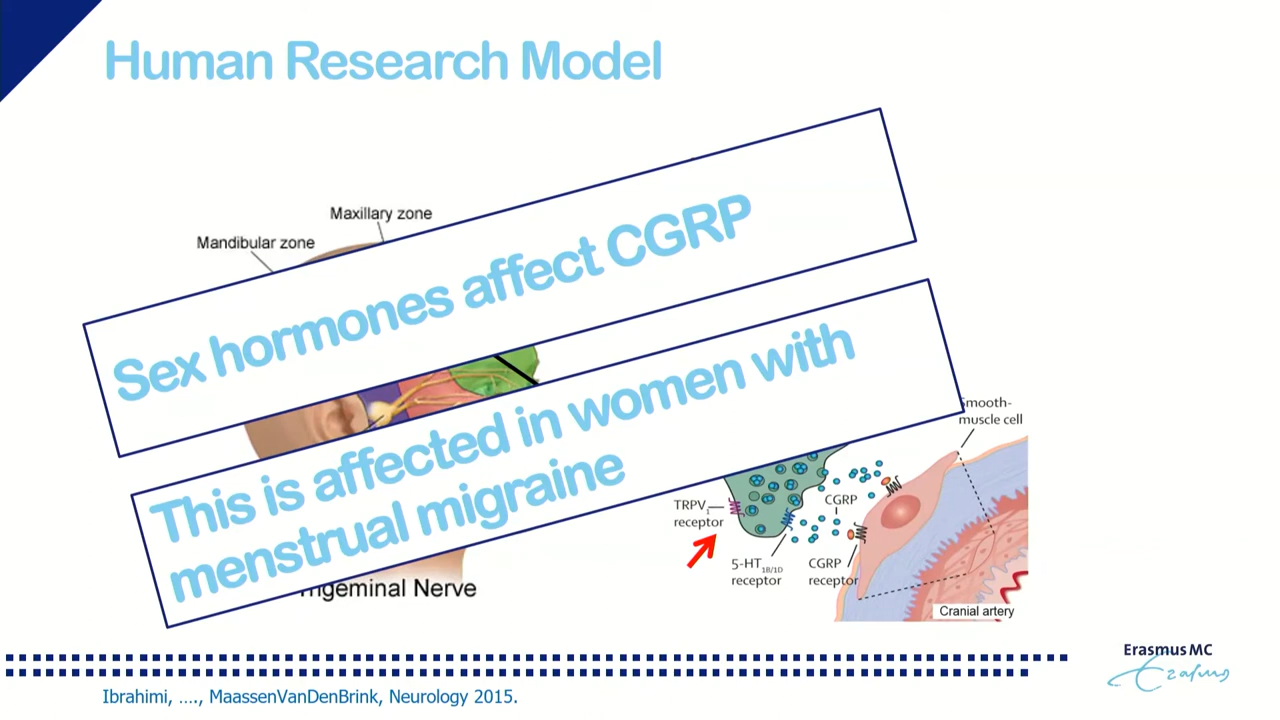 Human Research Model
Maxillary zone
Mandibular zone
Sex hormones affect CGRP
This is affected in women with
menstrual migraine
muscle cell
TRPV1
receptor
CGRP
5-HT1B/1D
receptor
CGRP
receptor
Nerve
Cranial artery
Erasmus MC
Erasmus
Ibrahimi, …., MaassenVanDenBrink, Neurology 2015.